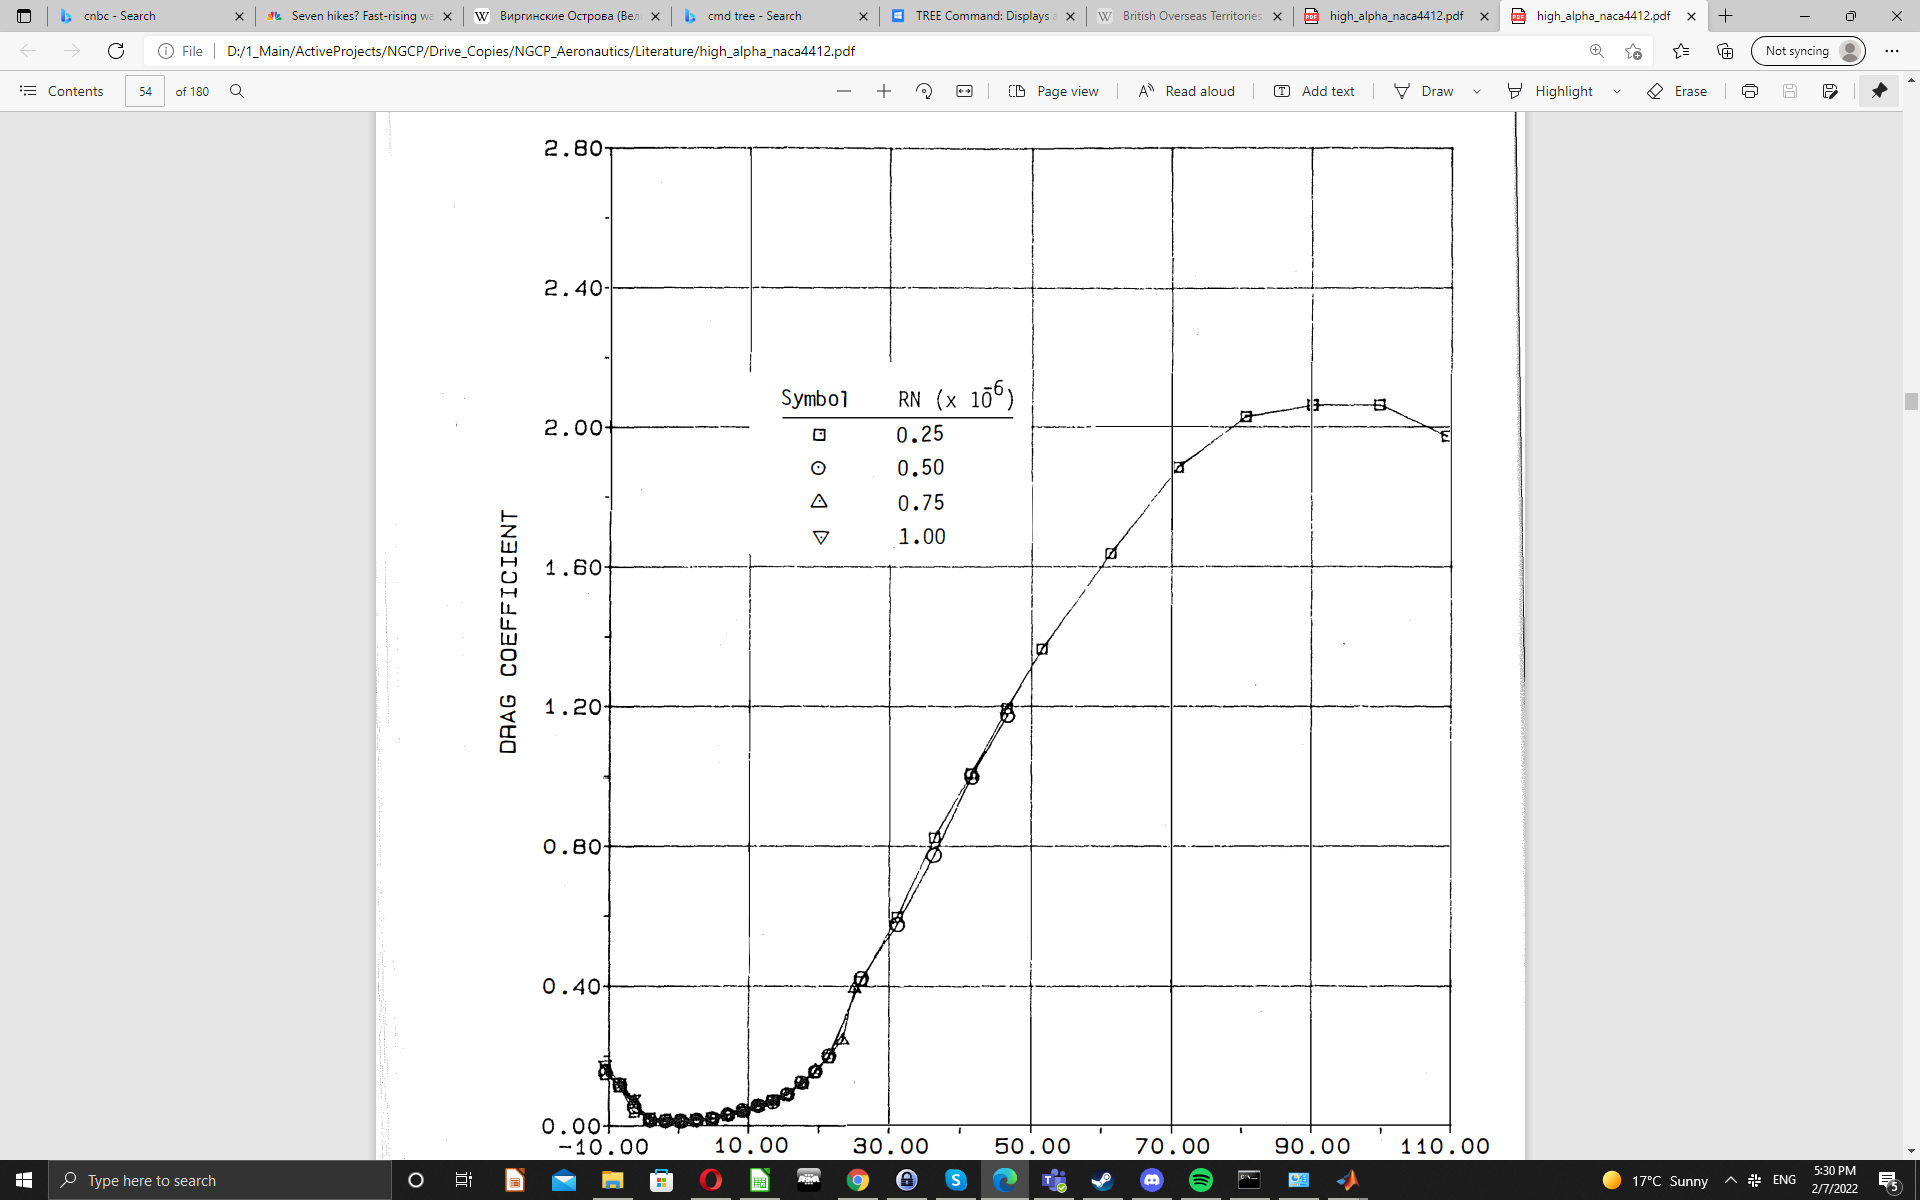 cnbc - Search
Seven hikes? Fast-rising wa
Виргинские Острова (Вел
cmd tree - Search
TREE Command: Displays a
British Overseas Territories
high_alpha_naca4412.pdf
high_alpha_naca4412.pdf
File
D:/1_Main/ActiveProjects/NGCP/Drive_Copies/NGCP_Aeronautics/Literature/high_alpha_naca4412.pdf
Not syncing
Contents
54
of 180
Page view
Read aloud
Add text
Draw
Highlight
Erase
2.80
2.40
Symbol RN (x 10⁻⁶)
2.00
0.25
0.50
0.75
1.00
DRAG COEFFICIENT
1.60
1.20
0.80
0.40
0.00
-10.00 10.00 30.00 50.00 70.00 90.00 110.00
Type here to search
17°C Sunny
ENG
5:30 PM
2/7/2022
5